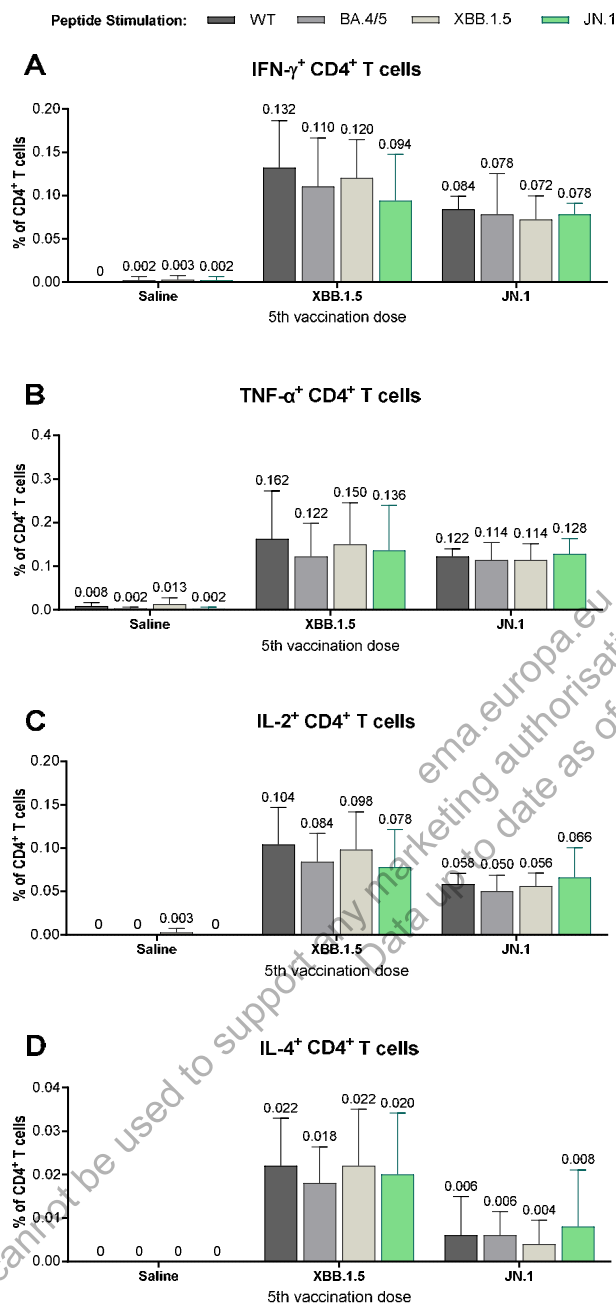 Peptide Stimulation: WT BA.4/5 XBB.1.5 JN.1
A
IFN-γ⁺ CD4⁺ T cells
% of CD4⁺ T cells
0.20
0.15
0.10
0.05
0.00
0 0.002 0.003 0.002
0.132 0.110 0.120 0.094
0.084 0.078 0.072 0.078
Saline XBB.1.5 JN.1
5th vaccination dose
B
TNF-α⁺ CD4⁺ T cells
% of CD4⁺ T cells
0.4
0.3
0.2
0.1
0.0
0.008 0.002 0.013 0.002
0.162 0.122 0.150 0.136
0.122 0.114 0.114 0.128
Saline XBB.1.5 JN.1
5th vaccination dose
C
IL-2⁺ CD4⁺ T cells
% of CD4⁺ T cells
0.20
0.15
0.10
0.05
0.00
0 0 0.003 0
0.104 0.084 0.098 0.078
0.058 0.050 0.056 0.066
Saline XBB.1.5 JN.1
5th vaccination dose
D
IL-4⁺ CD4⁺ T cells
% of CD4⁺ T cells
0.04
0.03
0.02
0.01
0.00
0 0 0 0
0.022 0.018 0.022 0.020
0.006 0.006 0.004 0.008
Saline XBB.1.5 JN.1
5th vaccination dose
ema.europa.eu
cannot be used to support any marketing
Data up to date as of